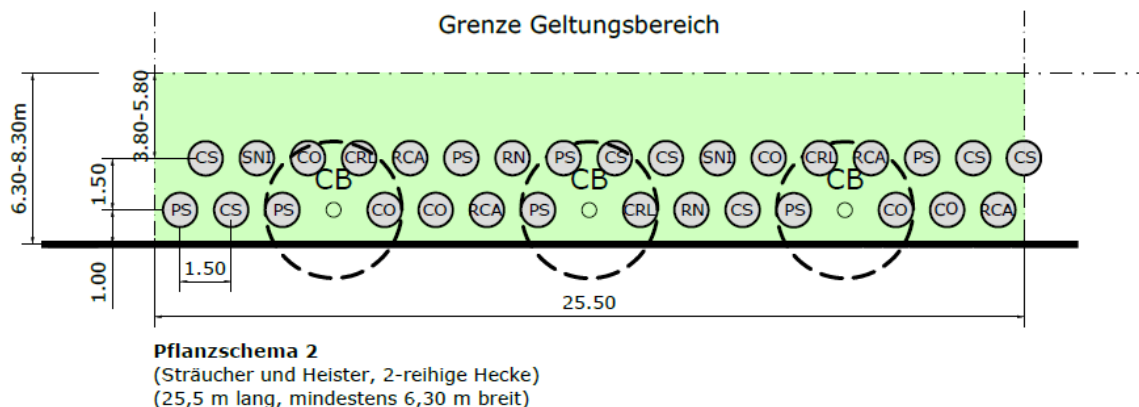 Grenze Geltungsbereich
6.30-8.30m
3.80-5.80
CS SNI CO CRL RCA PS RN PS CS CS SNI CO CRL RCA PS CS CS
CB CB CB
1.50
PS CS PS CO CO RCA PS CRL RN CS PS CO CO RCA
1.00
1.50
25.50
Pflanzschema 2
(Sträucher und Heister, 2-reihige Hecke)
(25,5 m lang, mindestens 6,30 m breit)